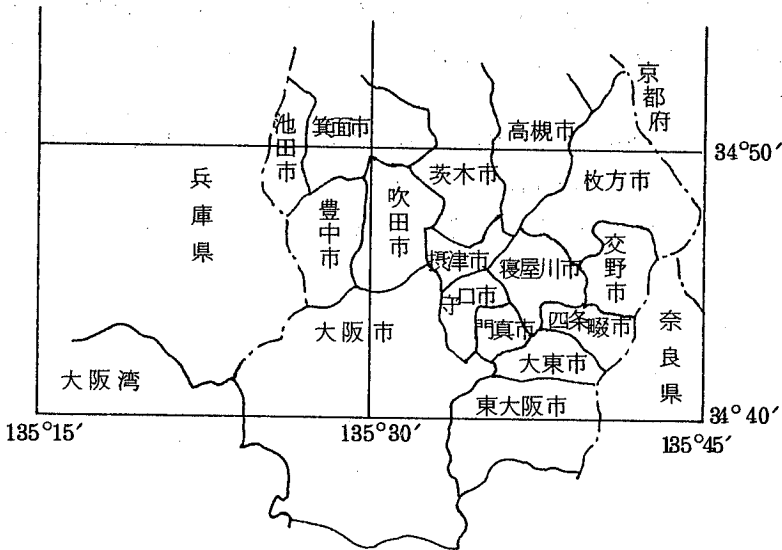 京都府
池田市
箕面市
高槻市
34°50′
兵庫県
茨木市
枚方市
豊中市
吹田市
交野市
摂津市
寝屋川市
守口市
大阪市
門真市
四条畷市
奈良県
大阪湾
大東市
東大阪市
34°40′
135°15′
135°30′
135°45′